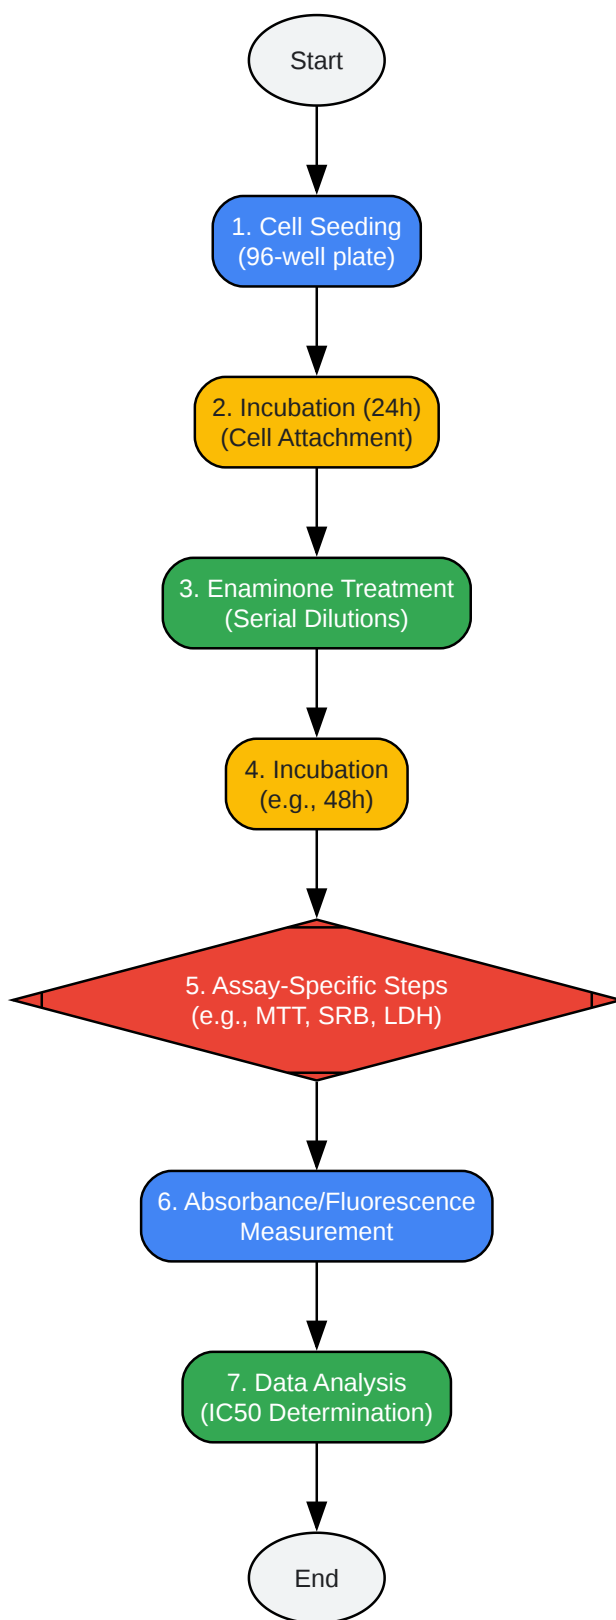 Start
1. Cell Seeding
(96-well plate)
2. Incubation (24h)
(Cell Attachment)
3. Enaminone Treatment
(Serial Dilutions)
4. Incubation
(e.g., 48h)
5. Assay-Specific Steps
(e.g., MTT, SRB, LDH)
6. Absorbance/Fluorescence
Measurement
7. Data Analysis
(IC50 Determination)
End